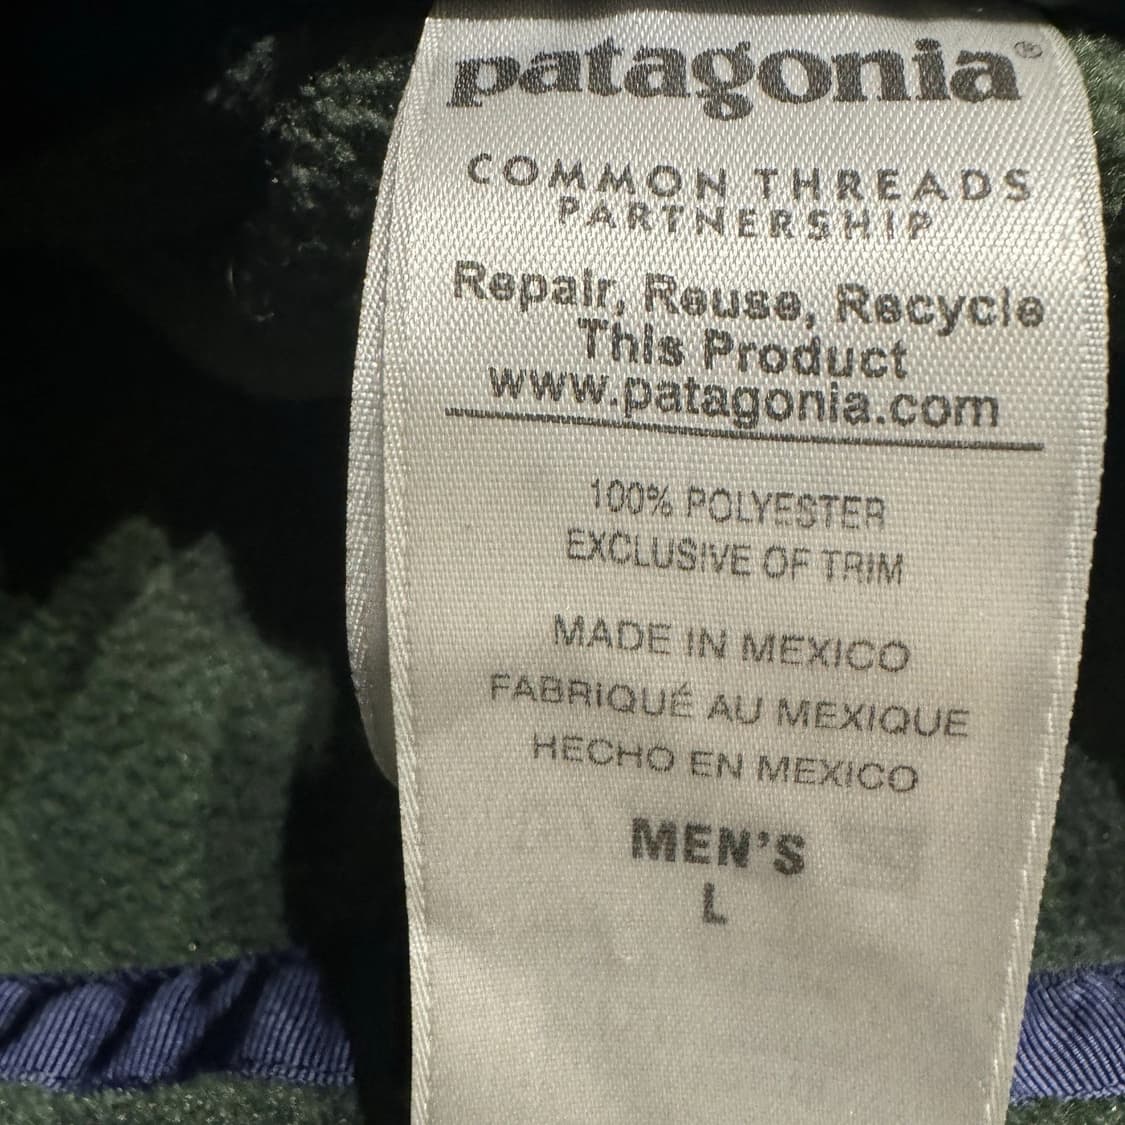 patagonia®
COMMON THREADS
PARTNERSHIP
Repair, Reuse, Recycle
This Product
www.patagonia.com
100% POLYESTER
EXCLUSIVE OF TRIM
MADE IN MEXICO
FABRIQUÉ AU MEXIQUE
HECHO EN MEXICO
MEN'S
L